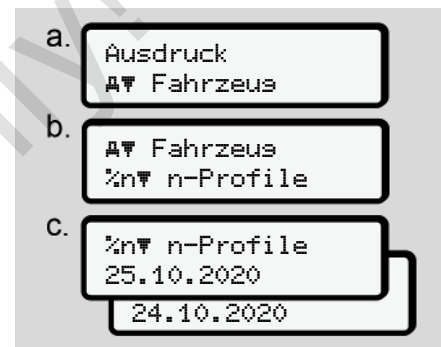 a.
Ausdruck
Fahrzeug
b.
Fahrzeug
%n▼ n-Profile
c.
%n▼ n-Profile
25.10.2020
24.10.2020